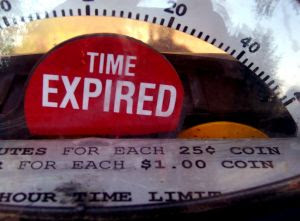 20
40
TIME
EXPIRED
UTES FOR EACH 25¢ COIN
R FOR EACH $1.00 COIN
HOUR TIME LIMIT